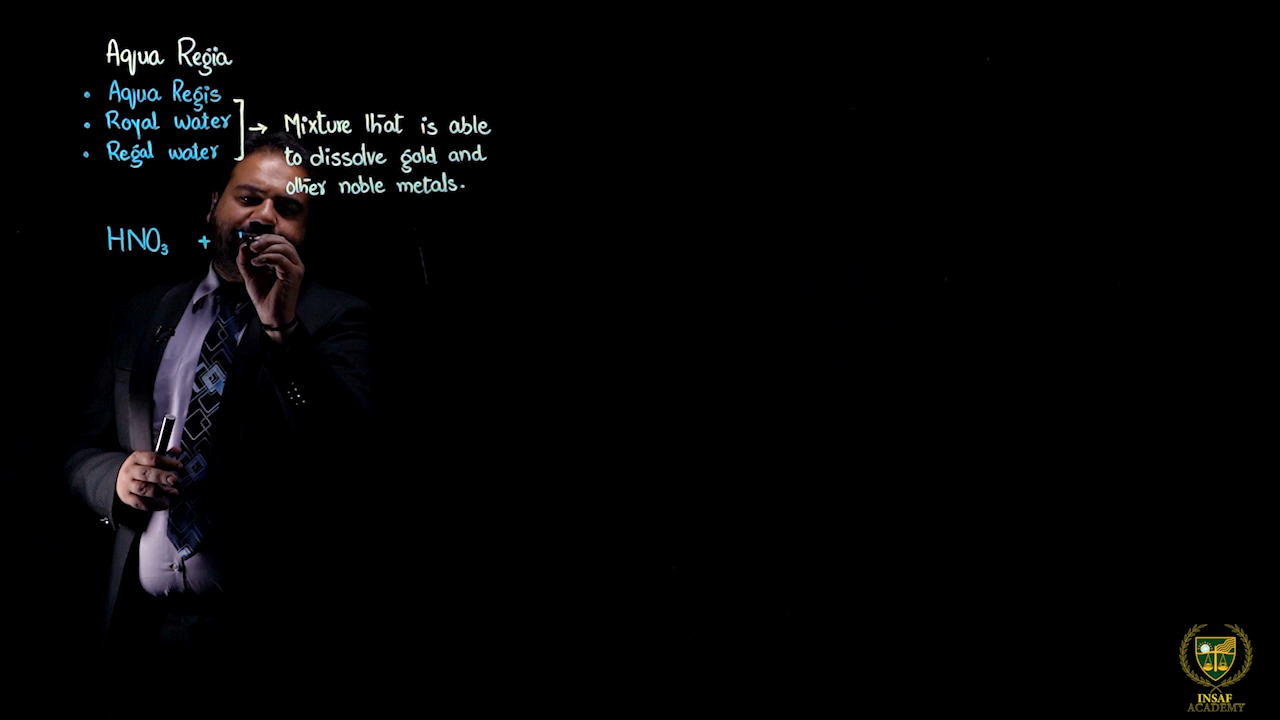 Aqua Regia
• Aqua Regis
• Royal water
• Regal water
→ Mixture that is able
to dissolve gold and
other noble metals.
HNO₃ +
INSAF
ACADEMY